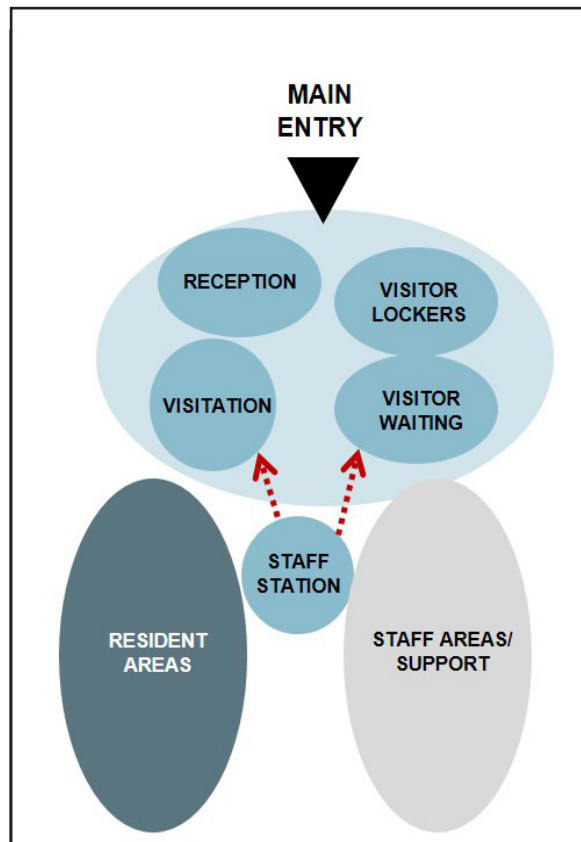 MAIN
ENTRY
RECEPTION
VISITOR
LOCKERS
VISITATION
VISITOR
WAITING
STAFF
STATION
RESIDENT
AREAS
STAFF AREAS/
SUPPORT